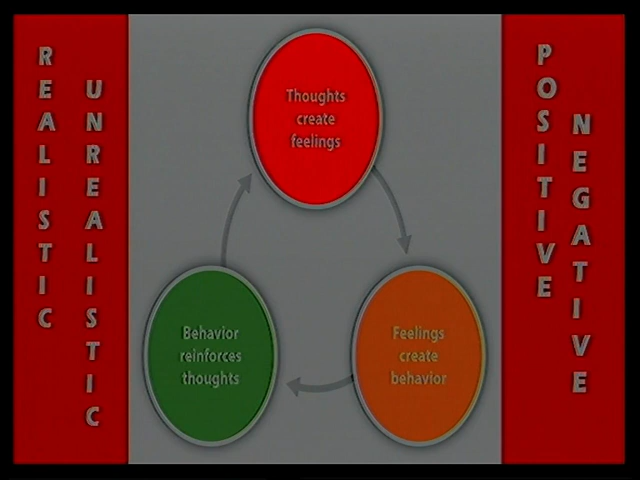 REALISTIC
UNREALISTIC
Thoughts
create
feelings
Behavior
reinforces
thoughts
Feelings
create
behavior
POSITIVE
NEGATIVE